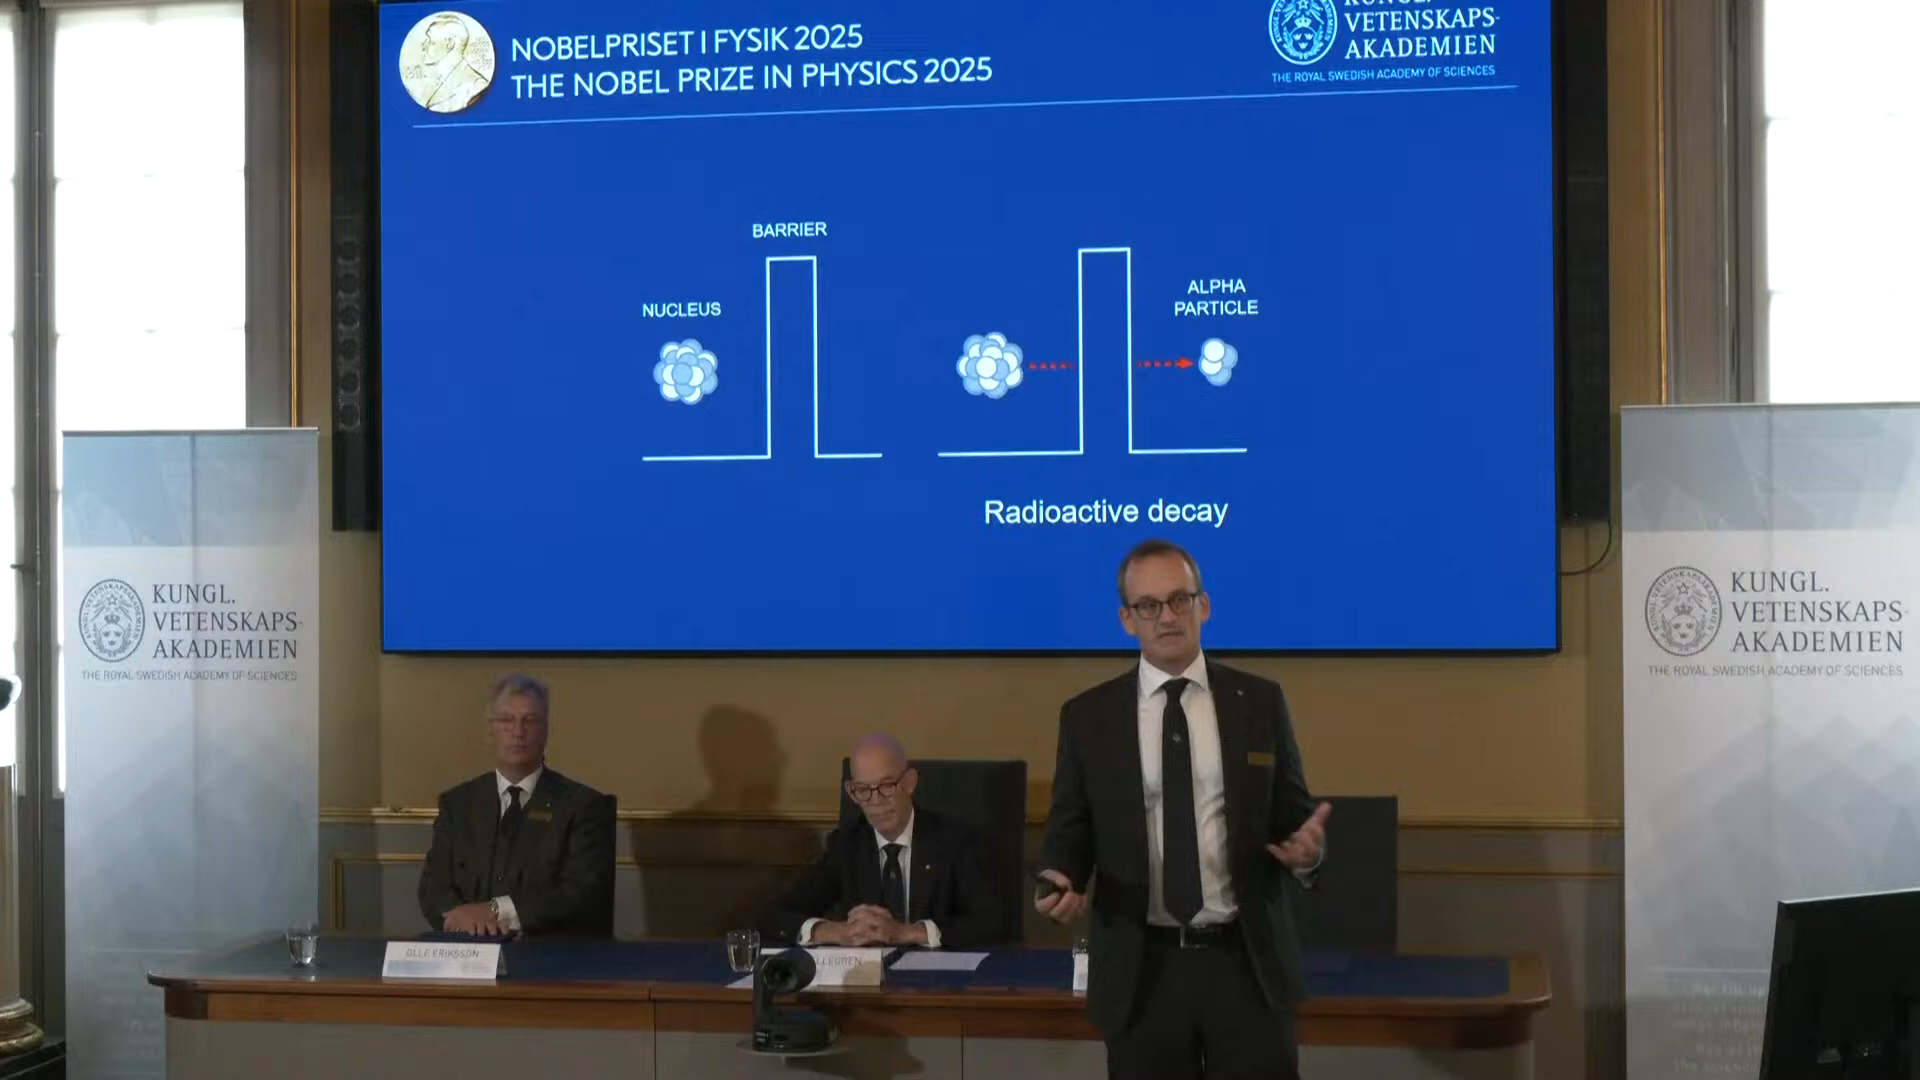 NOBELPRISET I FYSIK 2025
THE NOBEL PRIZE IN PHYSICS 2025
KUNGL.
VETENSKAPS-
AKADEMIEN
THE ROYAL SWEDISH ACADEMY OF SCIENCES
BARRIER
NUCLEUS
ALPHA
PARTICLE
Radioactive decay
KUNGL.
VETENSKAPS-
AKADEMIEN
THE ROYAL SWEDISH ACADEMY OF SCIENCES
KUNGL.
VETENSKAPS-
AKADEMIEN
THE ROYAL SWEDISH ACADEMY OF SCIENCES
OLLE ERIKSSON